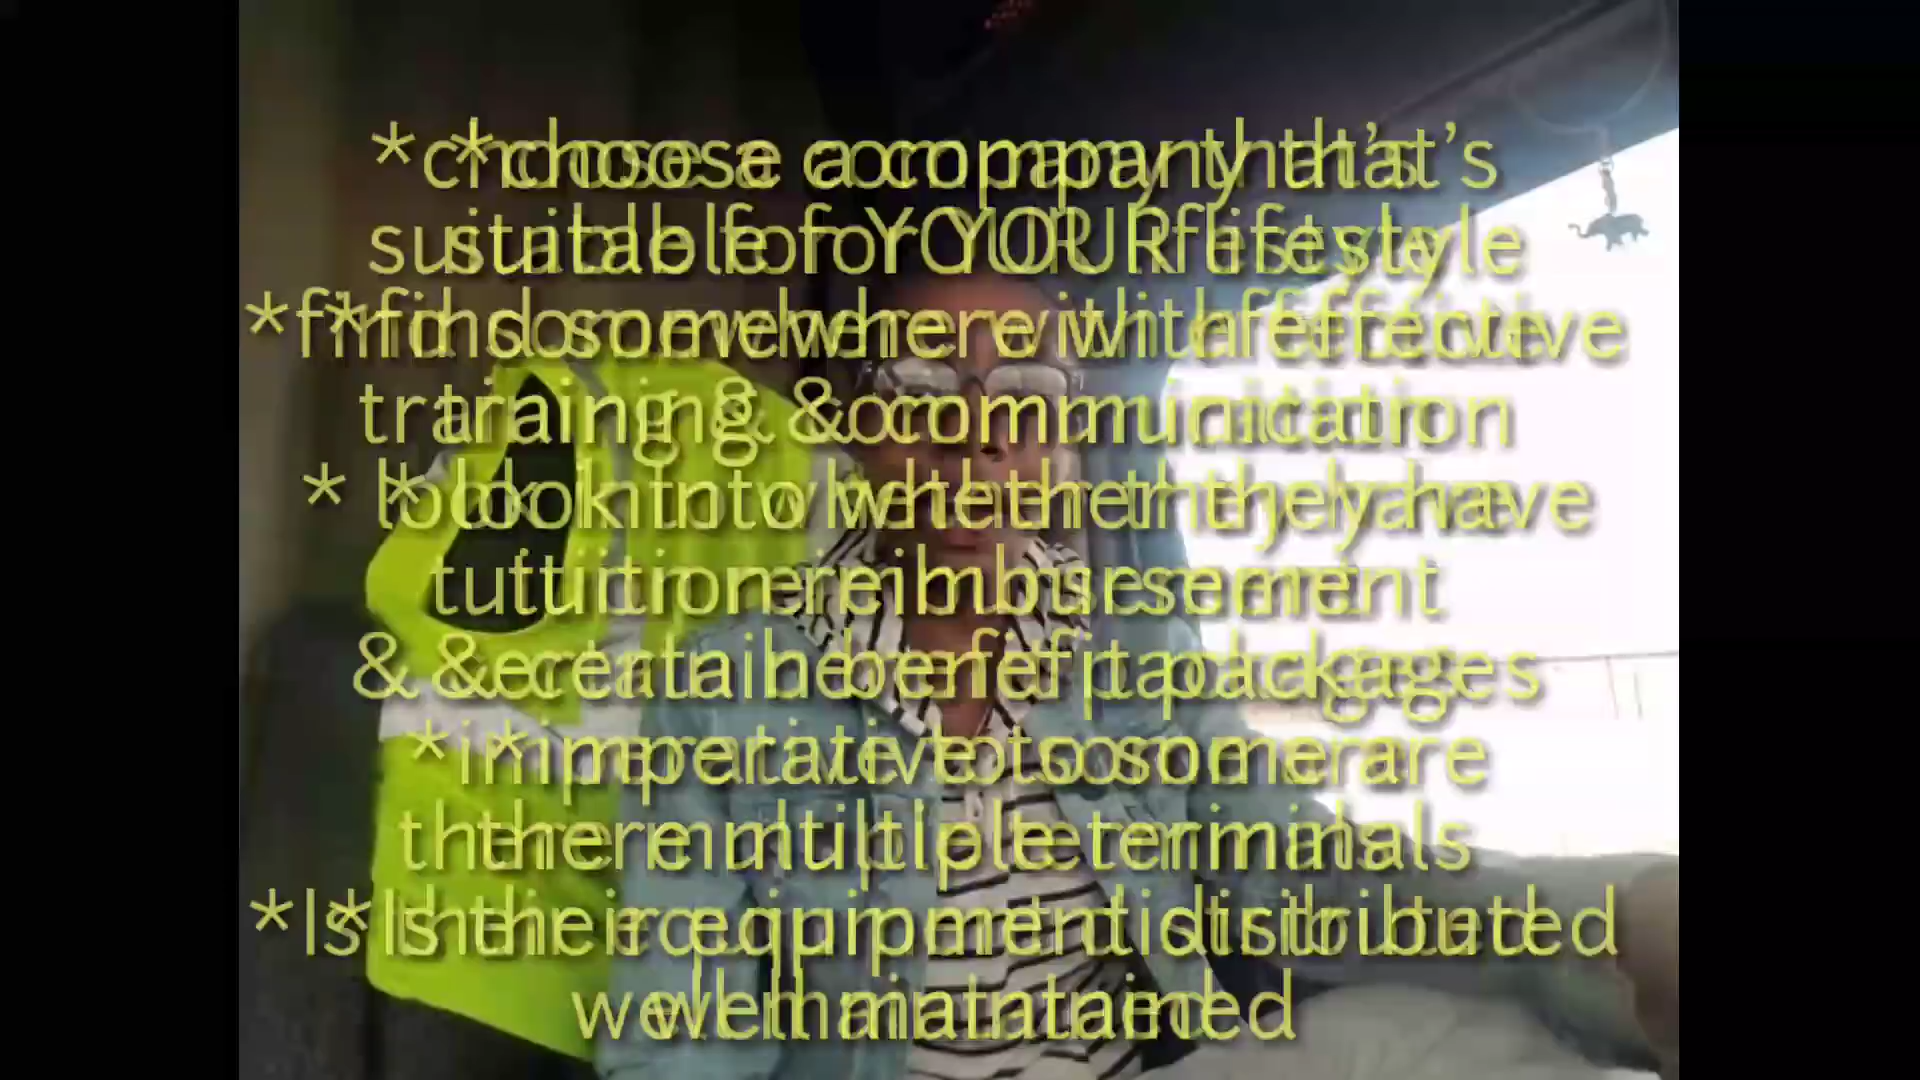 *choose a company that's
suitable for YOUR lifestyle
*find somewhere with effective
training & communication
* look into whether they have
tuition reimbursement
& certain benefit packages
*imperative to some are
there multiple terminals
*Is their equipment distributed
well maintained